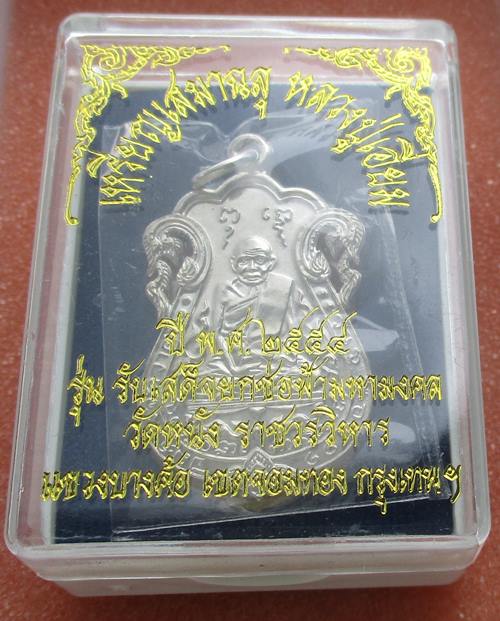 เหรียญปู่เสมาฉลุ หลวงปู่เอี่ยม
ปี พ.ศ. ๒๕๕๔
รุ่น รับเสด็จยกช่อฟ้ามหามงคล
วัดหนัง ราชวรวิหาร
แขวงบางค้อ เขตจอมทอง กรุงเทพฯ